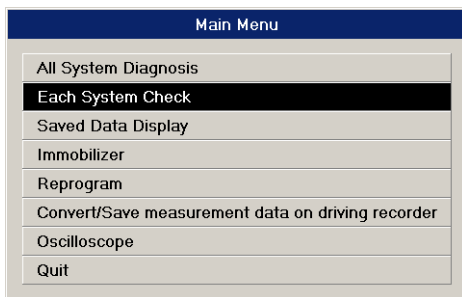 Main Menu
All System Diagnosis
Each System Check
Saved Data Display
Immobilizer
Reprogram
Convert/Save measurement data on driving recorder
Oscilloscope
Quit